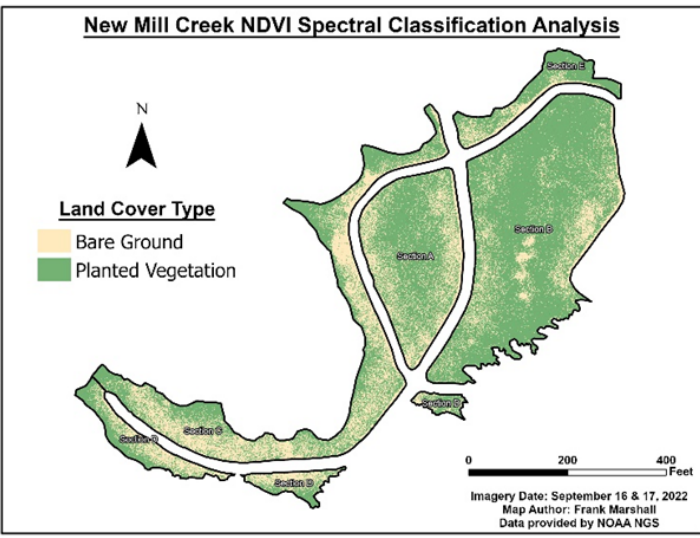 New Mill Creek NDVI Spectral Classification Analysis
Section E
N
Land Cover Type
Bare Ground
Planted Vegetation
Section B
Section A
Section D
Section C
Section D
Section D
0 200 400
Feet
Imagery Date: September 16 & 17, 2022
Map Author: Frank Marshall
Data provided by NOAA NGS